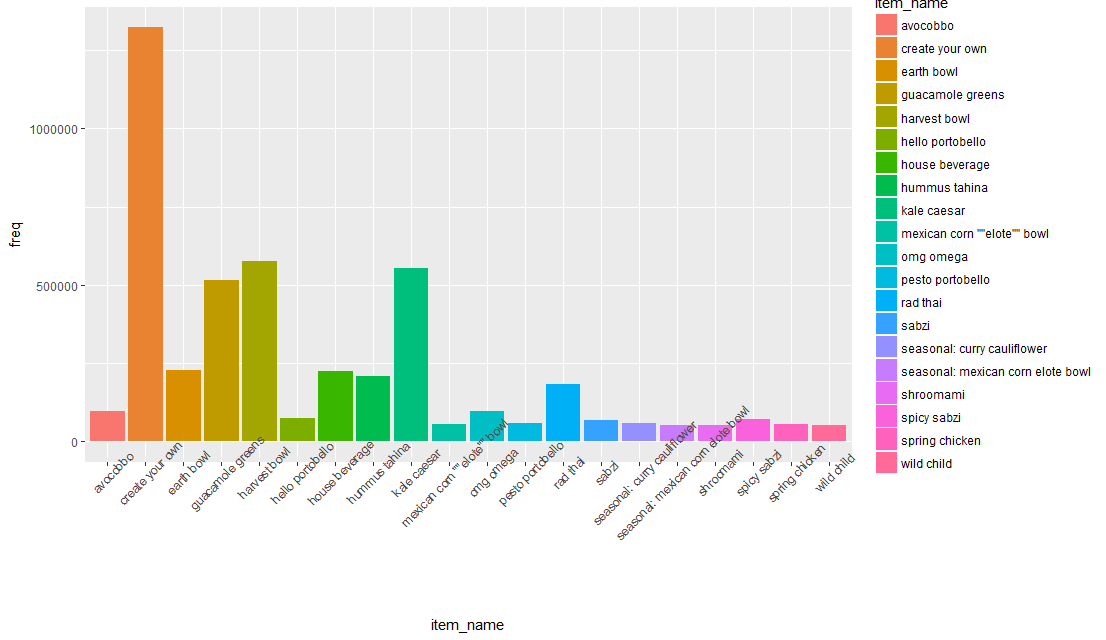 item_name
avocobbo
create your own
earth bowl
guacamole greens
harvest bowl
hello portobello
house beverage
hummus tahina
kale caesar
mexican corn ""elote"" bowl
omg omega
pesto portobello
rad thai
sabzi
seasonal: curry cauliflower
seasonal: mexican corn elote bowl
shroomami
spicy sabzi
spring chicken
wild child
freq
1000000
500000
0
avocobbo
create your own
earth bowl
guacamole greens
harvest bowl
hello portobello
house beverage
hummus tahina
kale caesar
mexican corn ""elote"" bowl
omg omega
pesto portobello
rad thai
sabzi
seasonal: curry cauliflower
seasonal: mexican corn elote bowl
shroomami
spicy sabzi
spring chicken
wild child
item_name